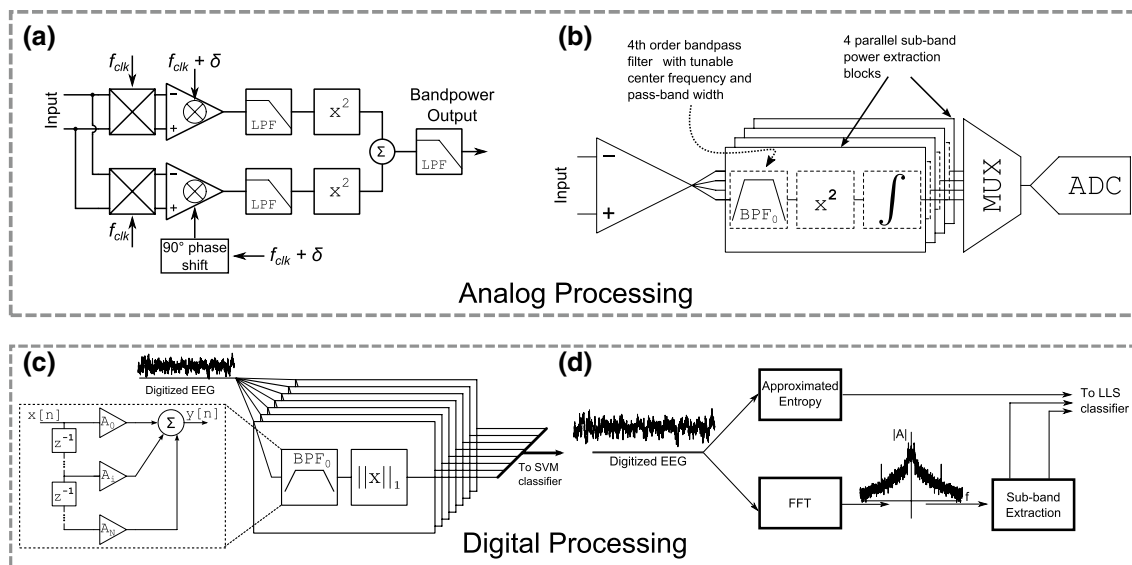 (a)
f_clk
f_clk + δ
Input
−
+
LPF
x²
Σ
Bandpower
Output
LPF
−
+
LPF
x²
f_clk
90° phase
shift
f_clk + δ
(b)
4th order bandpass
filter with tunable
center frequency and
pass-band width
4 parallel sub-band
power extraction
blocks
Input
−
+
BPF₀
x²
∫
MUX
ADC
Analog Processing
(c)
Digitized EEG
x[n]
A₀
Σ
y[n]
z⁻¹
Aᵢ
z⁻¹
A_N
BPF₀
||x||₁
To SVM
classifier
(d)
Digitized EEG
Approximated
Entropy
To LLS
classifier
FFT
|A|
f
Sub-band
Extraction
Digital Processing